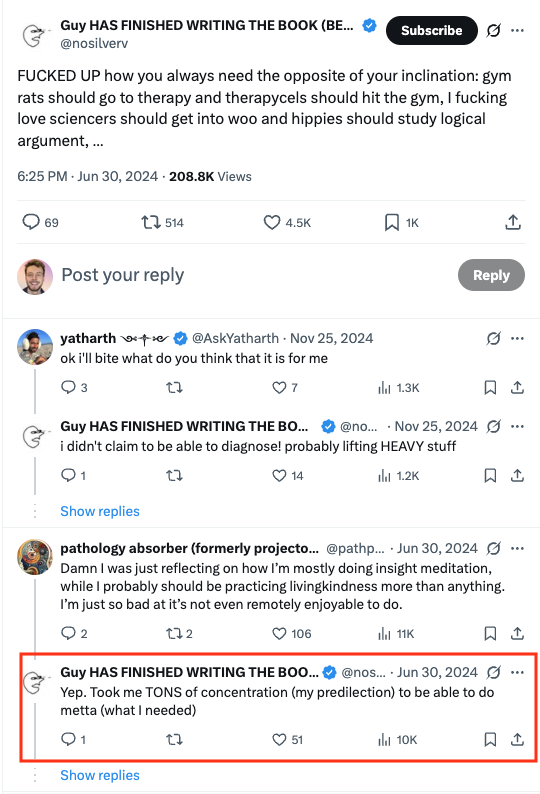 Guy HAS FINISHED WRITING THE BOOK (BE...
Subscribe
@nosilverv
FUCKED UP how you always need the opposite of your inclination: gym
rats should go to therapy and therapycels should hit the gym, I fucking
love sciencers should get into woo and hippies should study logical
argument, ...
6:25 PM · Jun 30, 2024 · 208.8K Views
69 514 4.5K 1K
Post your reply
Reply
yatharth @AskYatharth · Nov 25, 2024
ok i'll bite what do you think that it is for me
3 7 1.3K
Guy HAS FINISHED WRITING THE BO... @no... · Nov 25, 2024
i didn't claim to be able to diagnose! probably lifting HEAVY stuff
1 14 1.2K
Show replies
pathology absorber (formerly projecto... @pathp... · Jun 30, 2024
Damn I was just reflecting on how I'm mostly doing insight meditation,
while I probably should be practicing livingkindness more than anything.
I'm just so bad at it's not even remotely enjoyable to do.
2 2 106 11K
Guy HAS FINISHED WRITING THE BOO... @nos... · Jun 30, 2024
Yep. Took me TONS of concentration (my predilection) to be able to do
metta (what I needed)
1 51 10K
Show replies